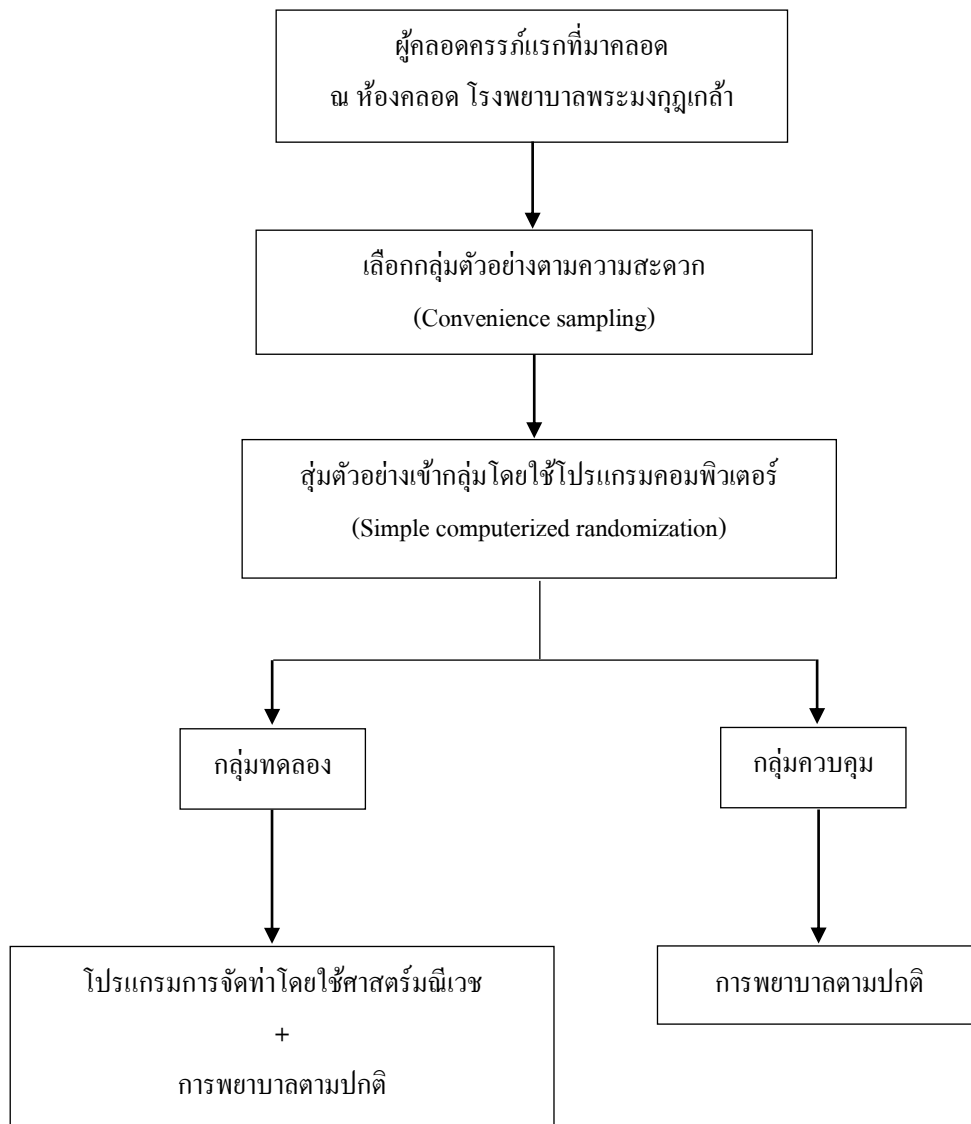 ผู้คลอดครรภ์แรกที่มาคลอด
ณ ห้องคลอด โรงพยาบาลพระมงกุฎเกล้า
เลือกกลุ่มตัวอย่างตามความสะดวก
(Convenience sampling)
สุ่มตัวอย่างเข้ากลุ่มโดยใช้โปรแกรมคอมพิวเตอร์
(Simple computerized randomization)
กลุ่มทดลอง
กลุ่มควบคุม
โปรแกรมการจัดท่าโดยใช้ศาสตร์มณีเวช
+
การพยาบาลตามปกติ
การพยาบาลตามปกติ